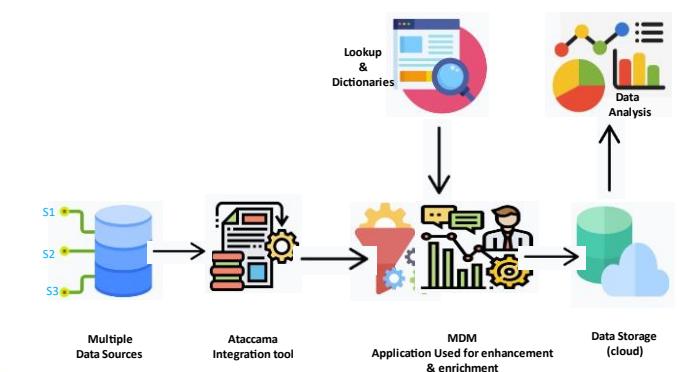 Lookup
&
Dictionaries
Data
Analysis
S1
S2
S3
Multiple
Data Sources
Ataccama
Integration tool
MDM
Application Used for enhancement
& enrichment
Data Storage
(cloud)